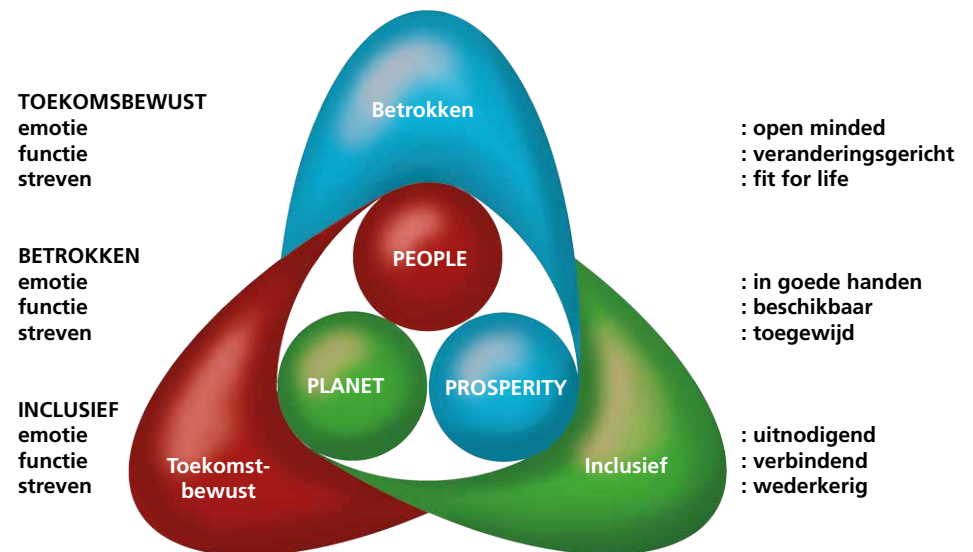 TOEKOMSBEWUST
emotie : open minded
functie : veranderingsgericht
streven : fit for life
BETROKKEN
emotie : in goede handen
functie : beschikbaar
streven : toegewijd
INCLUSIEF
emotie : uitnodigend
functie : verbindend
streven : wederkerig
Betrokken
PEOPLE
PLANET
PROSPERITY
Toekomst-
bewust
Inclusief